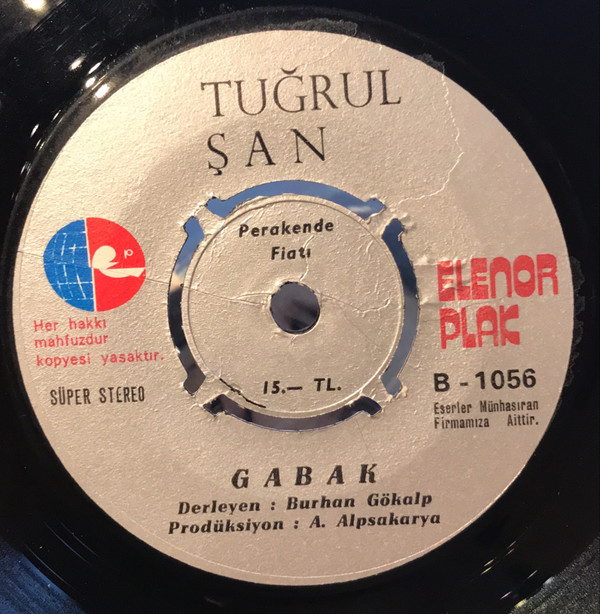 TUĞRUL
ŞAN
Perakende
Fiatı
15.— TL.
Her hakkı
mahfuzdur
kopyesi yasaktır.
SÜPER STEREO
ELENOR
PLAK
B - 1056
Eserler Münhasıran
Firmamıza Aittir.
GABAK
Derleyen : Burhan Gökalp
Prodüksiyon : A. Alpsakarya